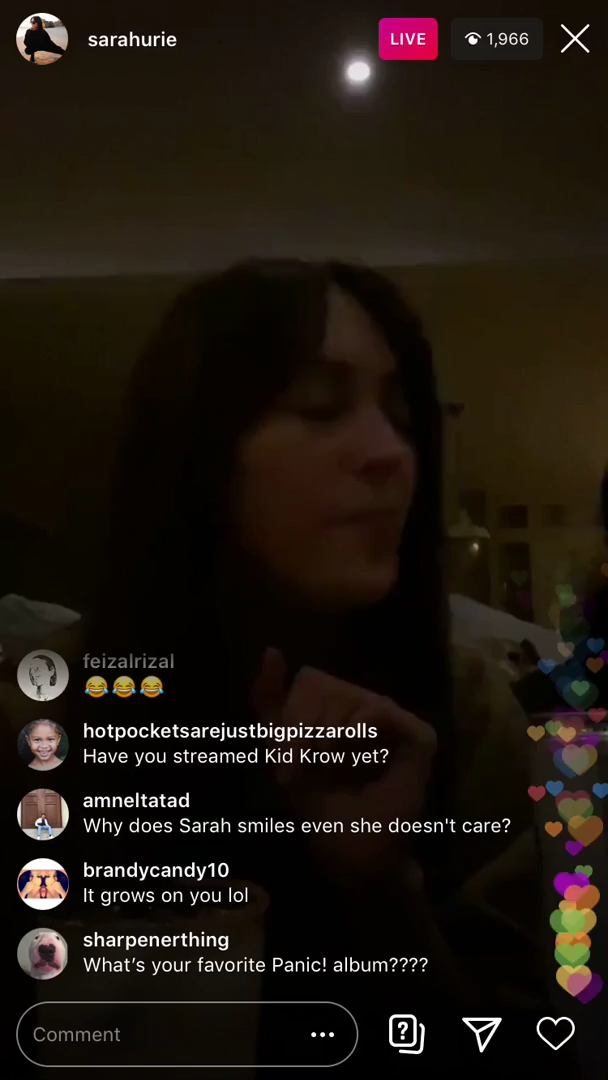 sarahurie
LIVE
1,966
feizalrizal
😂😂😂
hotpocketsarejustbigpizzarolls
Have you streamed Kid Krow yet?
amneltatad
Why does Sarah smiles even she doesn't care?
brandycandy10
It grows on you lol
sharpenerthing
What’s your favorite Panic! album????
Comment